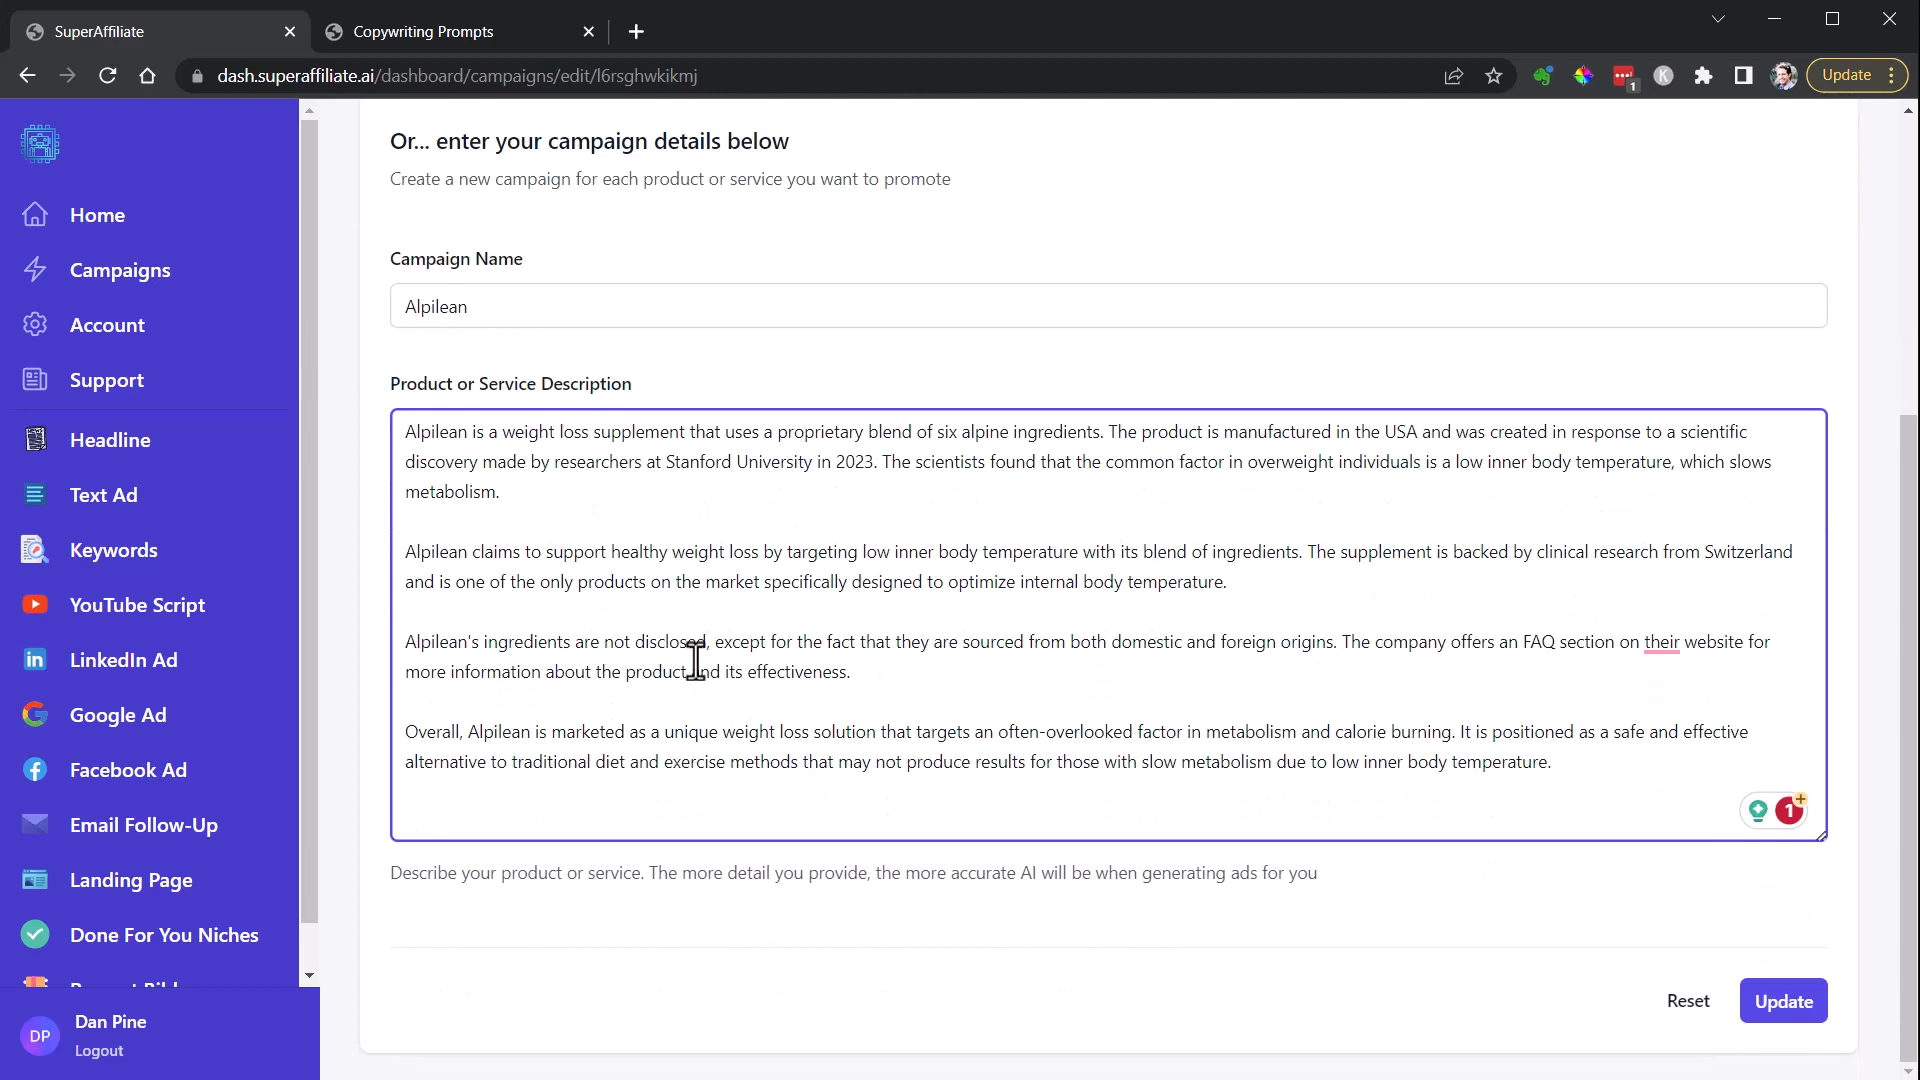 SuperAffiliate
Copywriting Prompts
dash.superaffiliate.ai/dashboard/campaigns/edit/l6rsghwkikmj
1
K
Update
Home
Campaigns
Account
Support
Headline
Text Ad
Keywords
YouTube Script
LinkedIn Ad
Google Ad
Facebook Ad
Email Follow-Up
Landing Page
Done For You Niches
DP
Dan Pine
Logout
Or... enter your campaign details below
Create a new campaign for each product or service you want to promote
Campaign Name
Alpilean
Product or Service Description
Alpilean is a weight loss supplement that uses a proprietary blend of six alpine ingredients. The product is manufactured in the USA and was created in response to a scientific
discovery made by researchers at Stanford University in 2023. The scientists found that the common factor in overweight individuals is a low inner body temperature, which slows
metabolism.
Alpilean claims to support healthy weight loss by targeting low inner body temperature with its blend of ingredients. The supplement is backed by clinical research from Switzerland
and is one of the only products on the market specifically designed to optimize internal body temperature.
Alpilean's ingredients are not disclosed, except for the fact that they are sourced from both domestic and foreign origins. The company offers an FAQ section on their website for
more information about the product and its effectiveness.
Overall, Alpilean is marketed as a unique weight loss solution that targets an often-overlooked factor in metabolism and calorie burning. It is positioned as a safe and effective
alternative to traditional diet and exercise methods that may not produce results for those with slow metabolism due to low inner body temperature.
1
Describe your product or service. The more detail you provide, the more accurate AI will be when generating ads for you
Reset
Update